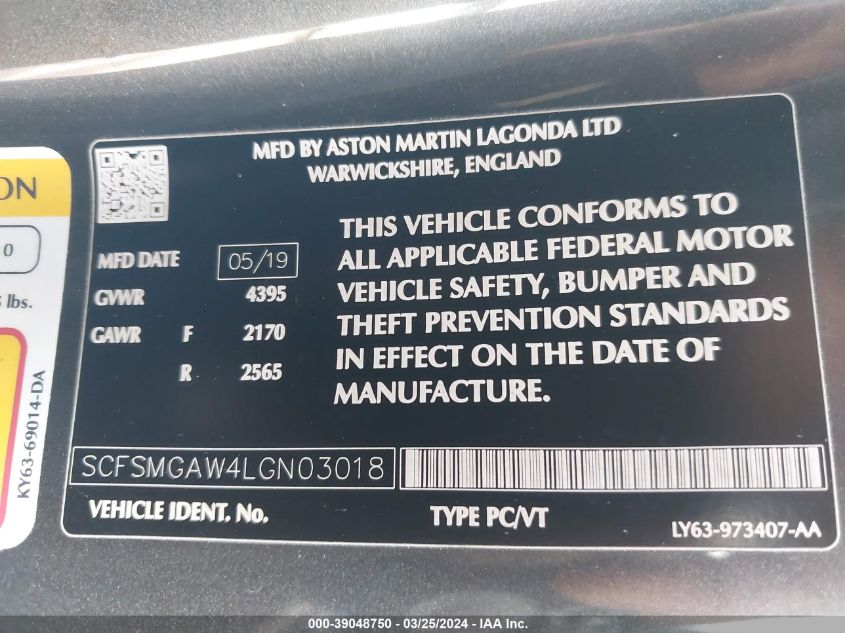 MFD BY ASTON MARTIN LAGONDA LTD
WARWICKSHIRE, ENGLAND
THIS VEHICLE CONFORMS TO
ALL APPLICABLE FEDERAL MOTOR
VEHICLE SAFETY, BUMPER AND
THEFT PREVENTION STANDARDS
IN EFFECT ON THE DATE OF
MANUFACTURE.
MFD DATE 05/19
GVWR 4395
GAWR F 2170
R 2565
SCFSMGAW4LGN03018
VEHICLE IDENT. No.
TYPE PC/VT
LY63-973407-AA
ON
0
lbs.
KY63-69014-DA
000-39048750 - 03/25/2024 - IAA Inc.